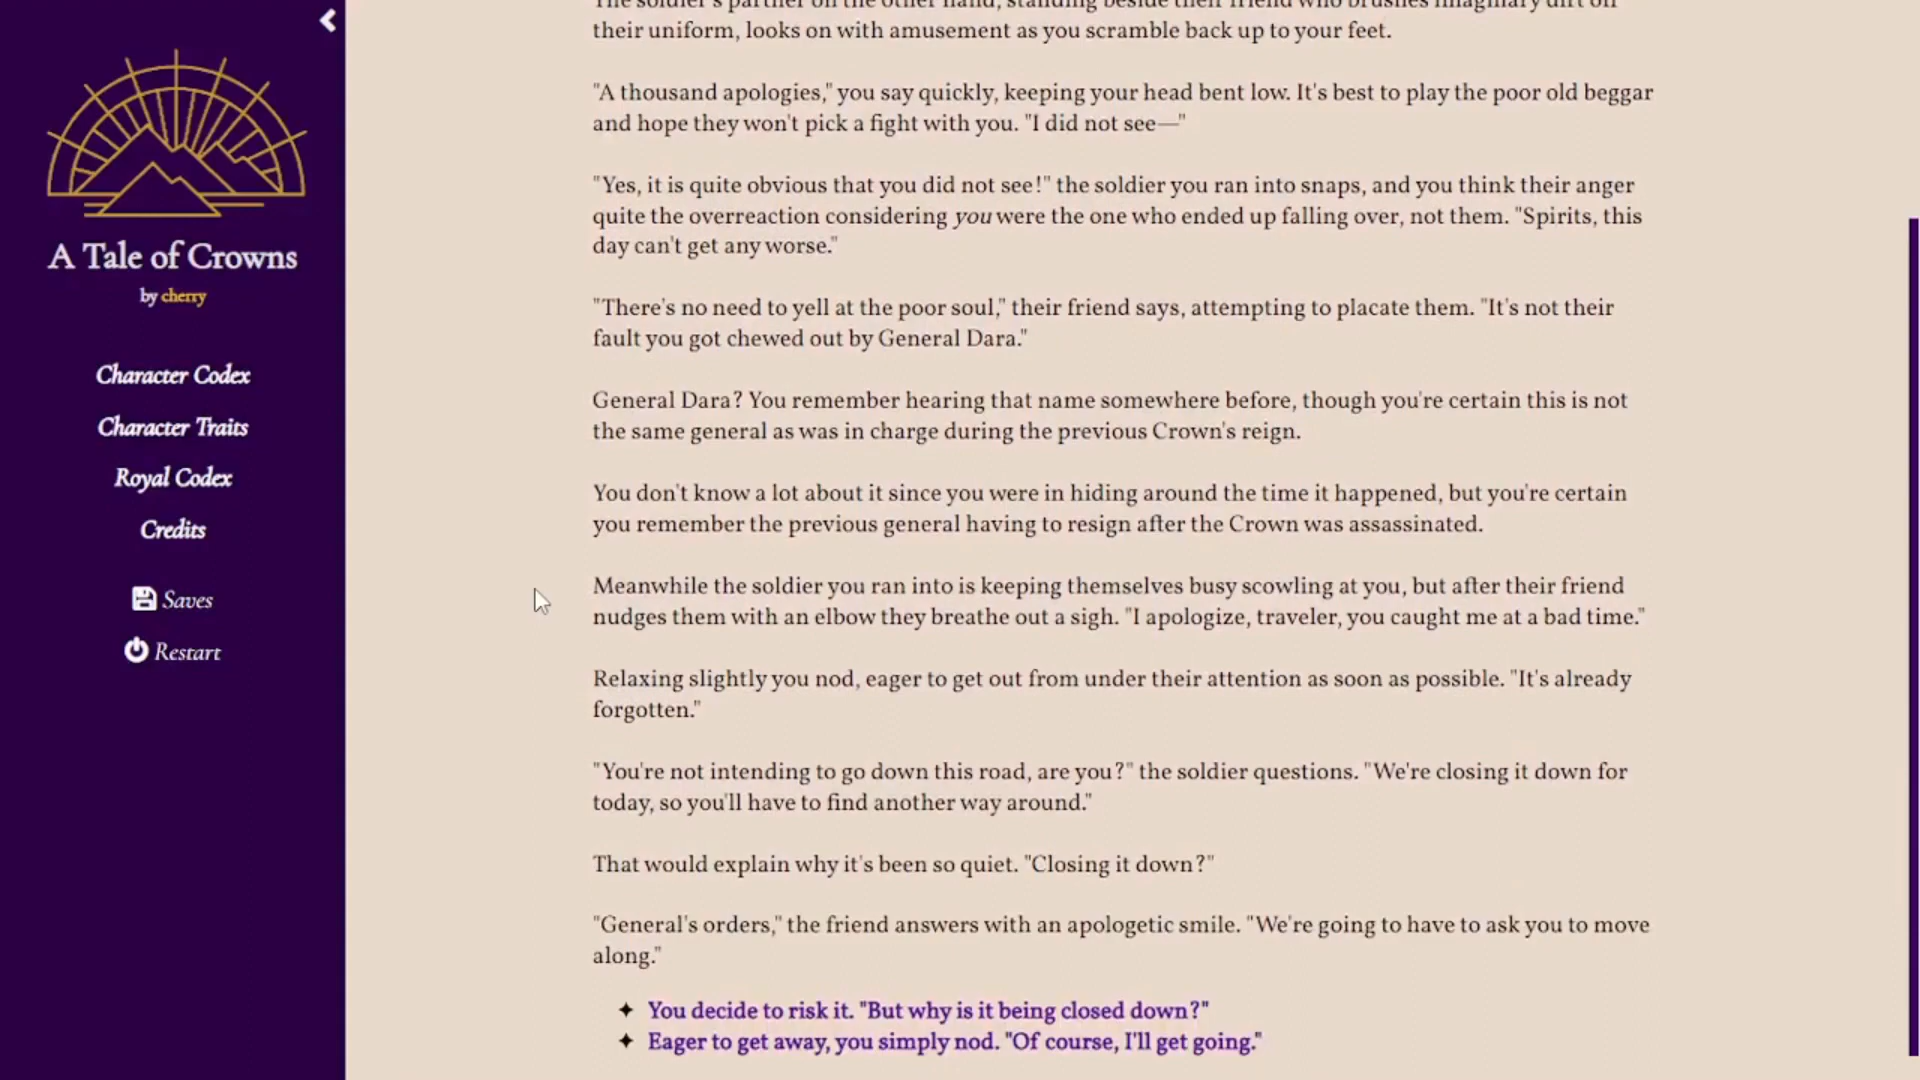 A Tale of Crowns
by cherry
Character Codex
Character Traits
Royal Codex
Credits
Saves
Restart
The soldier's partner on the other hand, standing beside their friend who brushes imaginary dirt off
their uniform, looks on with amusement as you scramble back up to your feet.
"A thousand apologies," you say quickly, keeping your head bent low. It's best to play the poor old beggar
and hope they won't pick a fight with you. "I did not see—"
"Yes, it is quite obvious that you did not see!" the soldier you ran into snaps, and you think their anger
quite the overreaction considering you were the one who ended up falling over, not them. "Spirits, this
day can't get any worse."
"There's no need to yell at the poor soul," their friend says, attempting to placate them. "It's not their
fault you got chewed out by General Dara."
General Dara? You remember hearing that name somewhere before, though you're certain this is not
the same general as was in charge during the previous Crown's reign.
You don't know a lot about it since you were in hiding around the time it happened, but you're certain
you remember the previous general having to resign after the Crown was assassinated.
Meanwhile the soldier you ran into is keeping themselves busy scowling at you, but after their friend
nudges them with an elbow they breathe out a sigh. "I apologize, traveler, you caught me at a bad time."
Relaxing slightly you nod, eager to get out from under their attention as soon as possible. "It's already
forgotten."
"You're not intending to go down this road, are you?" the soldier questions. "We're closing it down for
today, so you'll have to find another way around."
That would explain why it's been so quiet. "Closing it down?"
"General's orders," the friend answers with an apologetic smile. "We're going to have to ask you to move
along."
✦ You decide to risk it. "But why is it being closed down?"
✦ Eager to get away, you simply nod. "Of course, I'll get going."